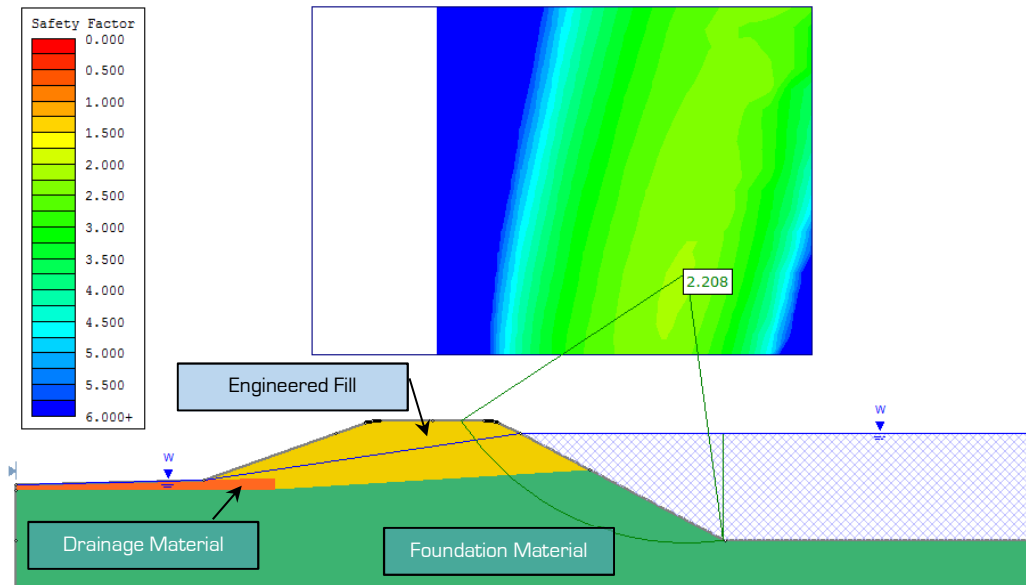 Safety Factor
0.000
0.500
1.000
1.500
2.000
2.500
3.000
3.500
4.000
4.500
5.000
5.500
6.000+
2.208
Engineered Fill
W
W
Drainage Material
Foundation Material